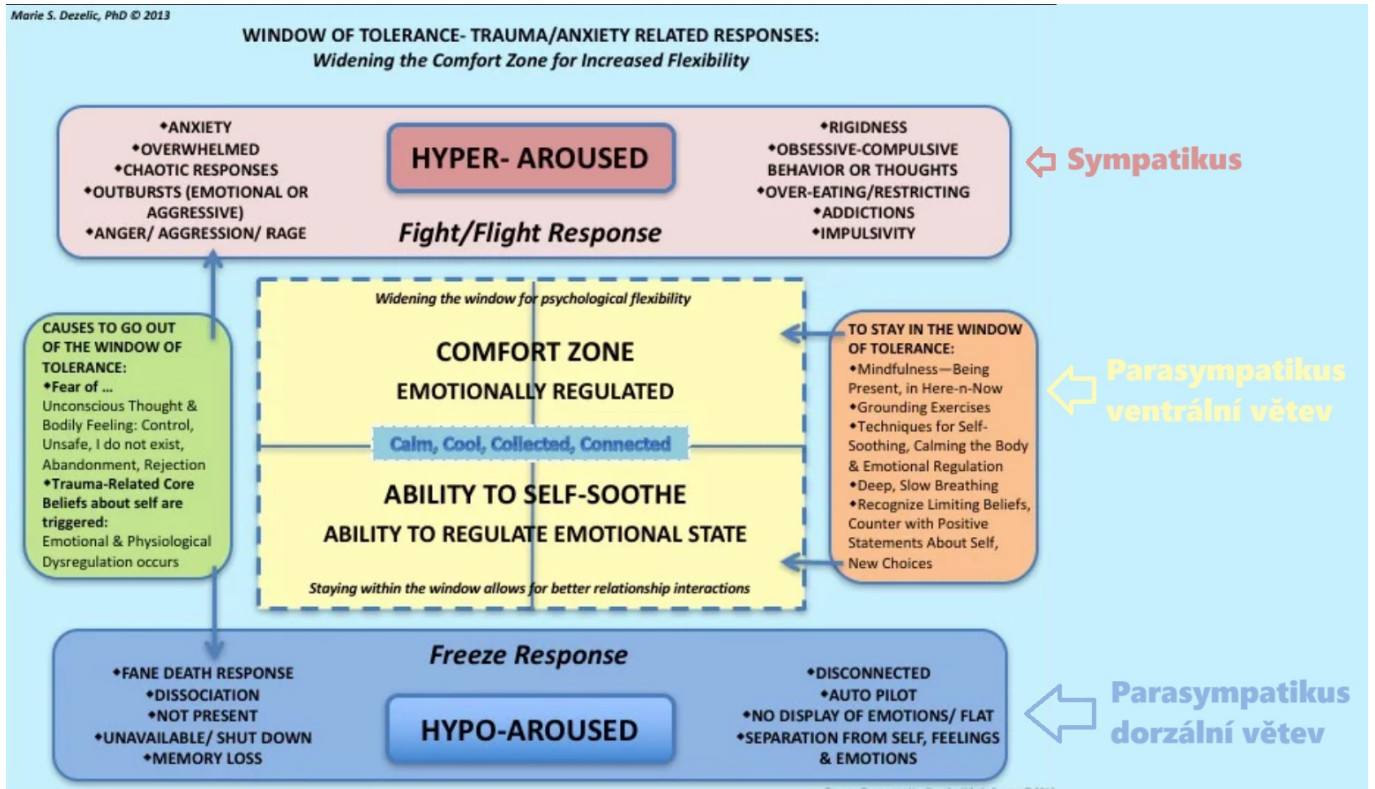 Marie S. Dezelic, PhD © 2013
WINDOW OF TOLERANCE- TRAUMA/ANXIETY RELATED RESPONSES:
Widening the Comfort Zone for Increased Flexibility
◆ANXIETY
◆OVERWHELMED
◆CHAOTIC RESPONSES
◆OUTBURSTS (EMOTIONAL OR
AGGRESSIVE)
◆ANGER/ AGGRESSION/ RAGE
HYPER- AROUSED
Fight/Flight Response
◆RIGIDNESS
◆OBSESSIVE-COMPULSIVE
BEHAVIOR OR THOUGHTS
◆OVER-EATING/RESTRICTING
◆ADDICTIONS
◆IMPULSIVITY
Sympatikus
CAUSES TO GO OUT
OF THE WINDOW OF
TOLERANCE:
◆Fear of ...
Unconscious Thought &
Bodily Feeling: Control,
Unsafe, I do not exist,
Abandonment, Rejection
◆Trauma-Related Core
Beliefs about self are
triggered:
Emotional & Physiological
Dysregulation occurs
Widening the window for psychological flexibility
COMFORT ZONE
EMOTIONALLY REGULATED
Calm, Cool, Collected, Connected
ABILITY TO SELF-SOOTHE
ABILITY TO REGULATE EMOTIONAL STATE
Staying within the window allows for better relationship interactions
TO STAY IN THE WINDOW
OF TOLERANCE:
◆Mindfulness—Being
Present, in Here-n-Now
◆Grounding Exercises
◆Techniques for Self-
Soothing, Calming the Body
& Emotional Regulation
◆Deep, Slow Breathing
◆Recognize Limiting Beliefs,
Counter with Positive
Statements About Self,
New Choices
Parasympatikus
ventrální větev
Freeze Response
◆FANE DEATH RESPONSE
◆DISSOCIATION
◆NOT PRESENT
◆UNAVAILABLE/ SHUT DOWN
◆MEMORY LOSS
HYPO-AROUSED
◆DISCONNECTED
◆AUTO PILOT
◆NO DISPLAY OF EMOTIONS/ FLAT
◆SEPARATION FROM SELF, FEELINGS
& EMOTIONS
Parasympatikus
dorzální větev